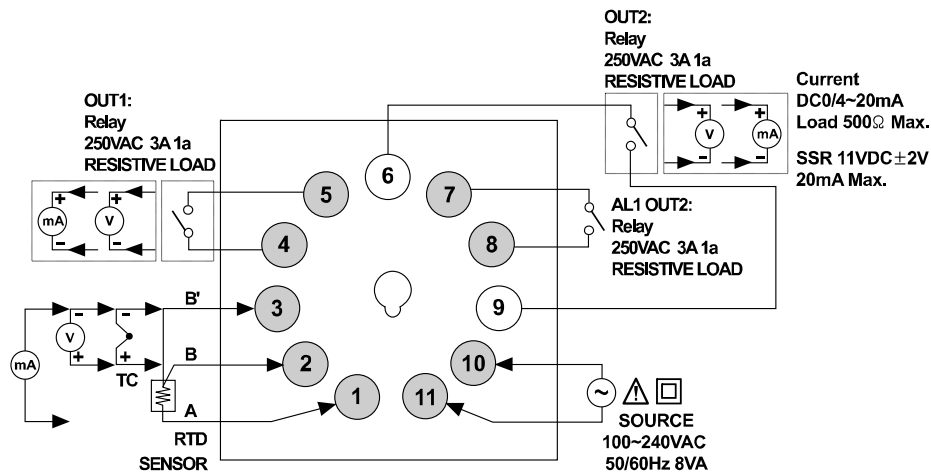 OUT2:
Relay
250VAC 3A 1a
RESISTIVE LOAD
Current
DC0/4~20mA
Load 500Ω Max.
SSR 11VDC±2V
20mA Max.
+
V
-
+
mA
-
OUT1:
Relay
250VAC 3A 1a
RESISTIVE LOAD
+
mA
-
+
V
-
6
5
7
4
8
AL1 OUT2:
Relay
250VAC 3A 1a
RESISTIVE LOAD
3
9
B'
-
V
+
-
+
TC
mA
B
2
10
A
1
11
RTD
SENSOR
~
SOURCE
100~240VAC
50/60Hz 8VA